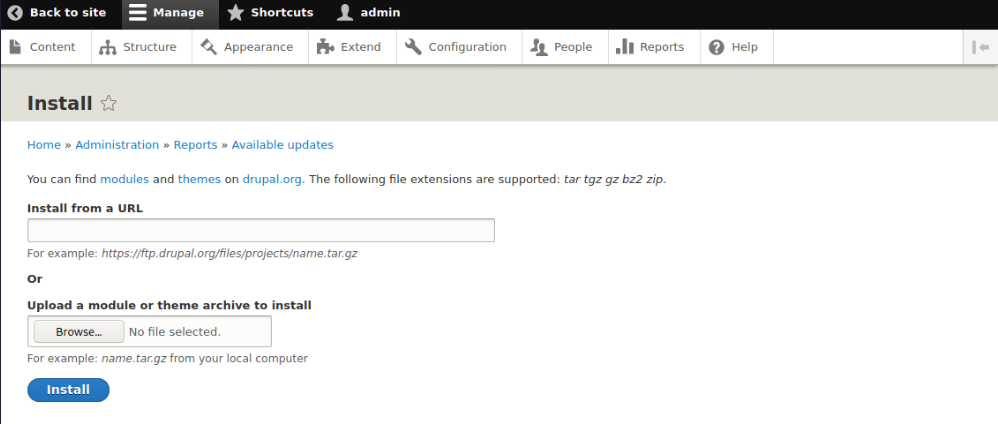 Back to site Manage Shortcuts admin
Content Structure Appearance Extend Configuration People Reports Help
Install
Home » Administration » Reports » Available updates
You can find modules and themes on drupal.org. The following file extensions are supported: tar tgz gz bz2 zip.
Install from a URL
For example: https://ftp.drupal.org/files/projects/name.tar.gz
Or
Upload a module or theme archive to install
Browse... No file selected.
For example: name.tar.gz from your local computer
Install